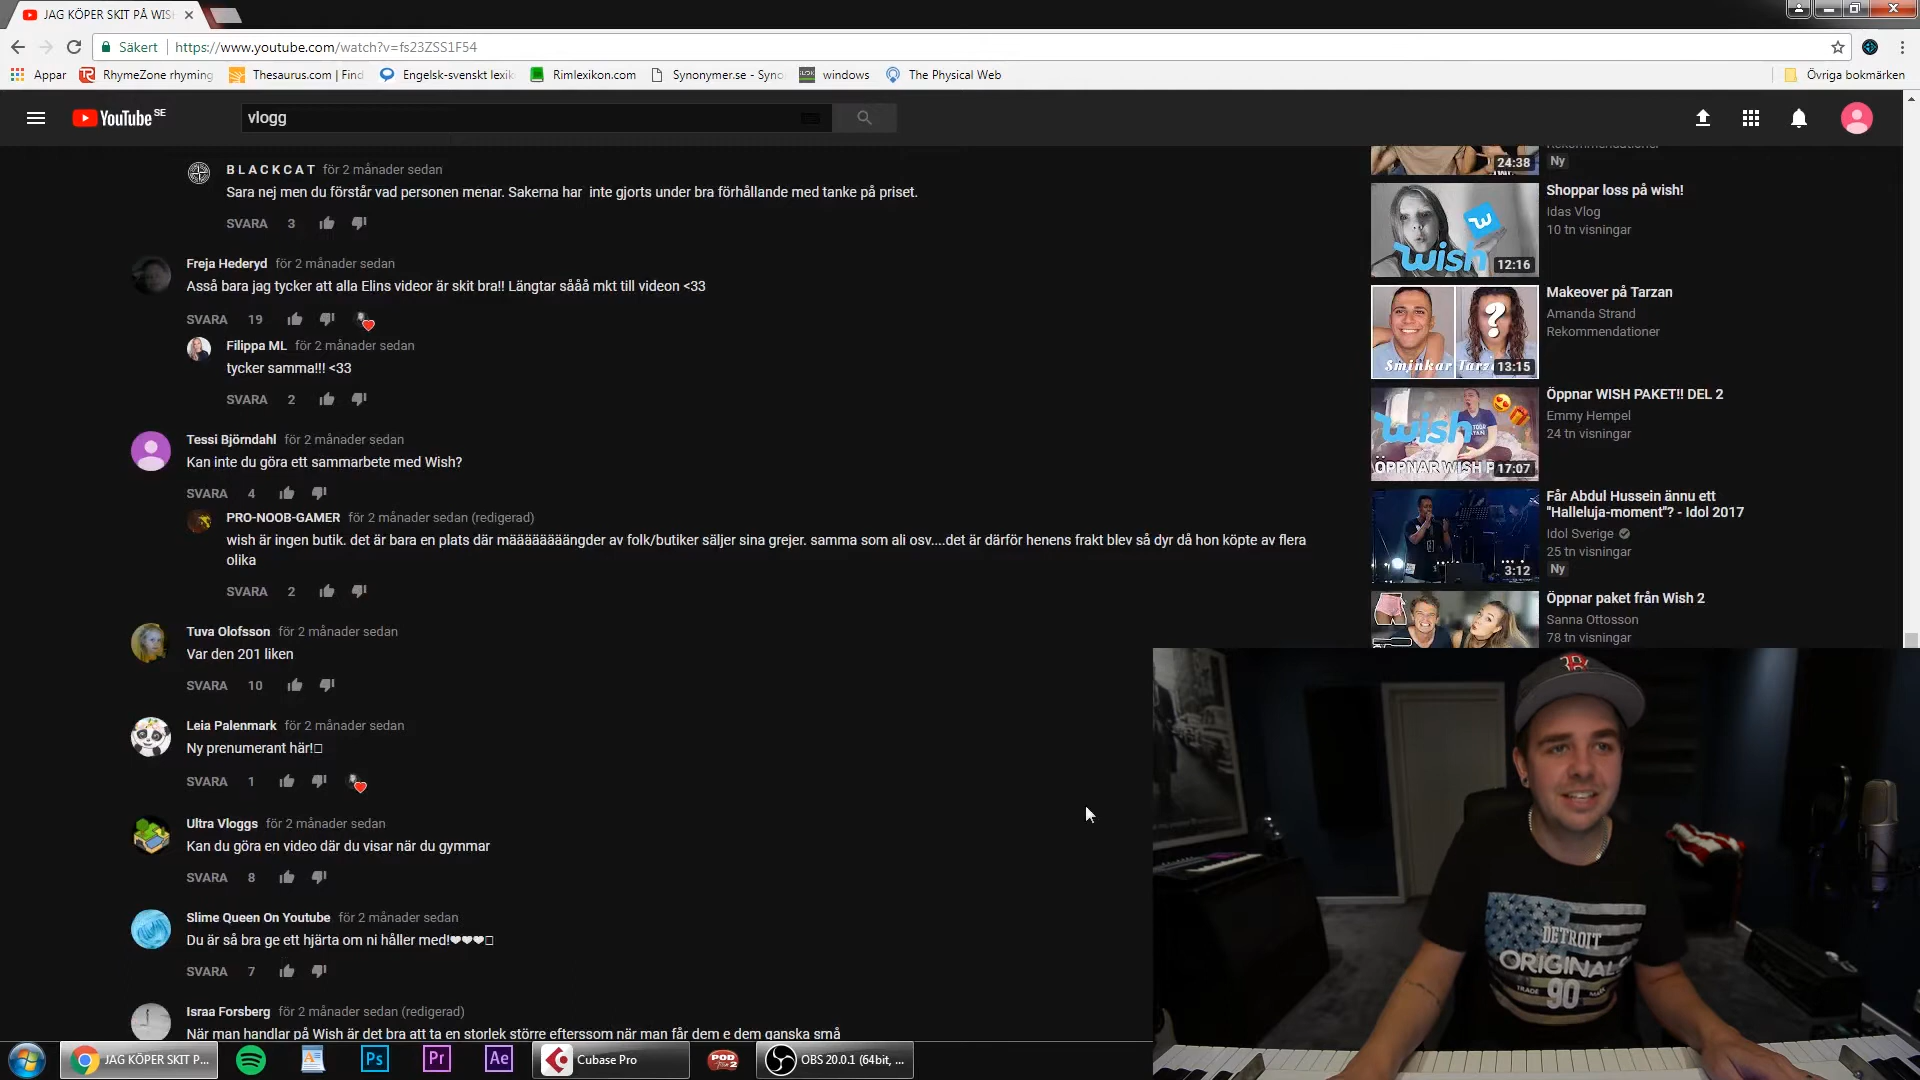 JAG KÖPER SKIT PÅ WIS
Säkert
https://www.youtube.com/watch?v=fs23ZSS1F54
Appar
RhymeZone rhyming
Thesaurus.com | Find
Engelsk-svenskt lexik
Rimlexikon.com
Synonymer.se - Syno
windows
The Physical Web
Övriga bokmärken
YouTube SE
vlogg
B L A C K C A T för 2 månader sedan
Sara nej men du förstår vad personen menar. Sakerna har inte gjorts under bra förhållande med tanke på priset.
SVARA 3
Freja Hederyd för 2 månader sedan
Asså bara jag tycker att alla Elins videor är skit bra!! Längtar sååå mkt till videon <33
SVARA 19
Filippa ML för 2 månader sedan
tycker samma!!! <33
SVARA 2
Tessi Björndahl för 2 månader sedan
Kan inte du göra ett sammarbete med Wish?
SVARA 4
PRO-NOOB-GAMER för 2 månader sedan (redigerad)
wish är ingen butik. det är bara en plats där määäääääängder av folk/butiker säljer sina grejer. samma som ali osv....det är därför henens frakt blev så dyr då hon köpte av flera
olika
SVARA 2
Tuva Olofsson för 2 månader sedan
Var den 201 liken
SVARA 10
Leia Palenmark för 2 månader sedan
Ny prenumerant här!
SVARA 1
Ultra Vloggs för 2 månader sedan
Kan du göra en video där du visar när du gymmar
SVARA 8
Slime Queen On Youtube för 2 månader sedan
Du är så bra ge ett hjärta om ni håller med!❤❤❤
SVARA 7
Israa Forsberg för 2 månader sedan (redigerad)
När man handlar på Wish är det bra att ta en storlek större efterssom när man får dem e dem ganska små
24:38
Ny
wish
12:16
Shoppar loss på wish!
Idas Vlog
10 tn visningar
Sminkar Tarz
13:15
Makeover på Tarzan
Amanda Strand
Rekommendationer
wish
ÖPPNAR WISH P
17:07
Öppnar WISH PAKET!! DEL 2
Emmy Hempel
24 tn visningar
3:12
Får Abdul Hussein ännu ett
"Halleluja-moment"? - Idol 2017
Idol Sverige
25 tn visningar
Ny
Öppnar paket från Wish 2
Sanna Ottosson
78 tn visningar
DETROIT
ORIGINALS
TRADE MARK
90
JAG KÖPER SKIT P...
Ps
Pr
Ae
Cubase Pro
POD
2
OBS 20.0.1 (64bit, ...